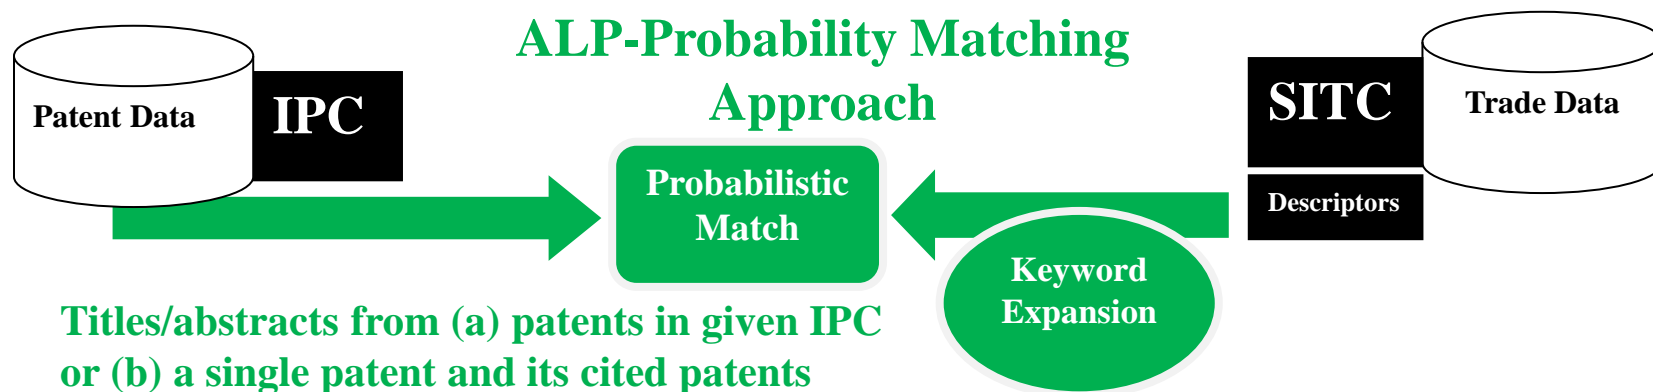 ALP-Probability Matching
Approach
Patent Data
IPC
SITC
Trade Data
Descriptors
Probabilistic
Match
Keyword
Expansion
Titles/abstracts from (a) patents in given IPC
or (b) a single patent and its cited patents